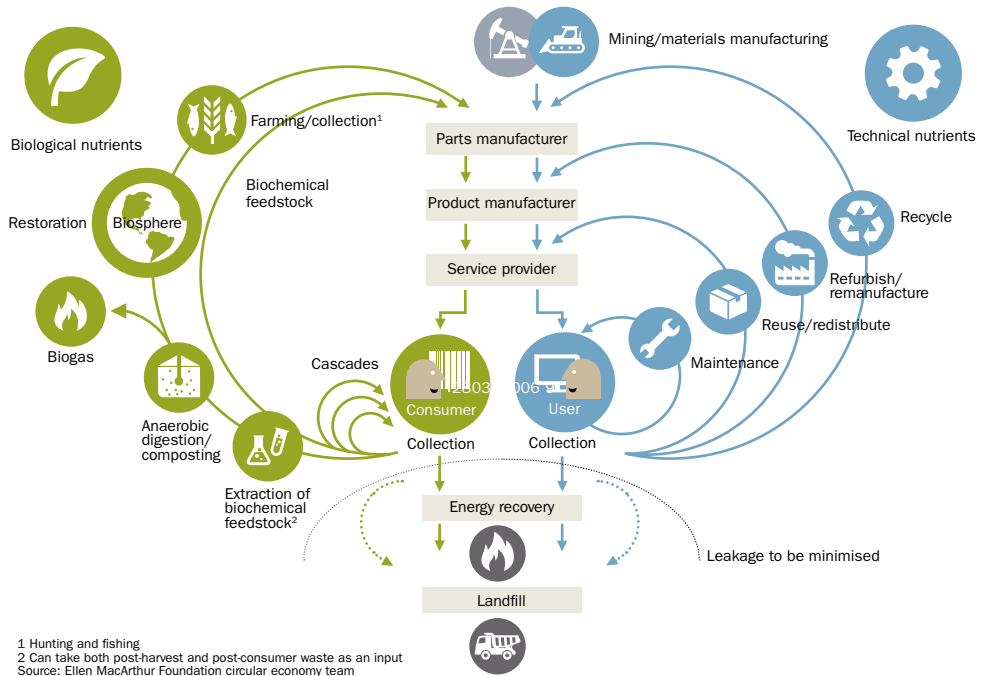 Mining/materials manufacturing
Biological nutrients
Technical nutrients
Farming/collection¹
Parts manufacturer
Biochemical
feedstock
Product manufacturer
Restoration
Biosphere
Recycle
Service provider
Refurbish/
remanufacture
Reuse/redistribute
Biogas
Cascades
Maintenance
Consumer
User
Collection
Collection
Anaerobic
digestion/
composting
Extraction of
biochemical
feedstock²
Energy recovery
Leakage to be minimised
Landfill
1 Hunting and fishing
2 Can take both post-harvest and post-consumer waste as an input
Source: Ellen MacArthur Foundation circular economy team